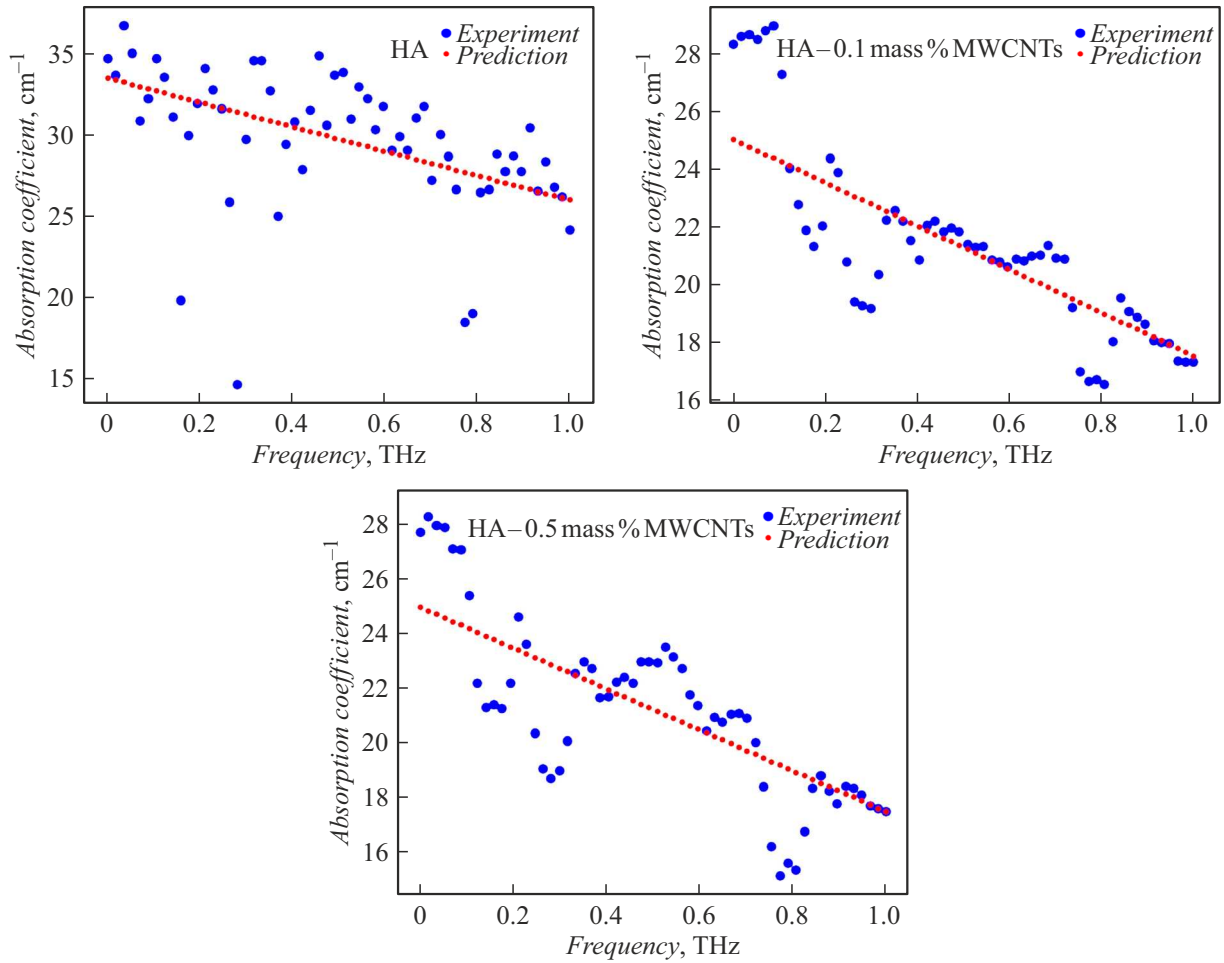 HA
Experiment
Prediction
35
30
25
20
15
Absorption coefficient, cm⁻¹
0 0.2 0.4 0.6 0.8 1.0
Frequency, THz
HA–0.1 mass % MWCNTs
Experiment
Prediction
28
26
24
22
20
18
16
Absorption coefficient, cm⁻¹
0 0.2 0.4 0.6 0.8 1.0
Frequency, THz
HA–0.5 mass % MWCNTs
Experiment
Prediction
28
26
24
22
20
18
16
Absorption coefficient, cm⁻¹
0 0.2 0.4 0.6 0.8 1.0
Frequency, THz